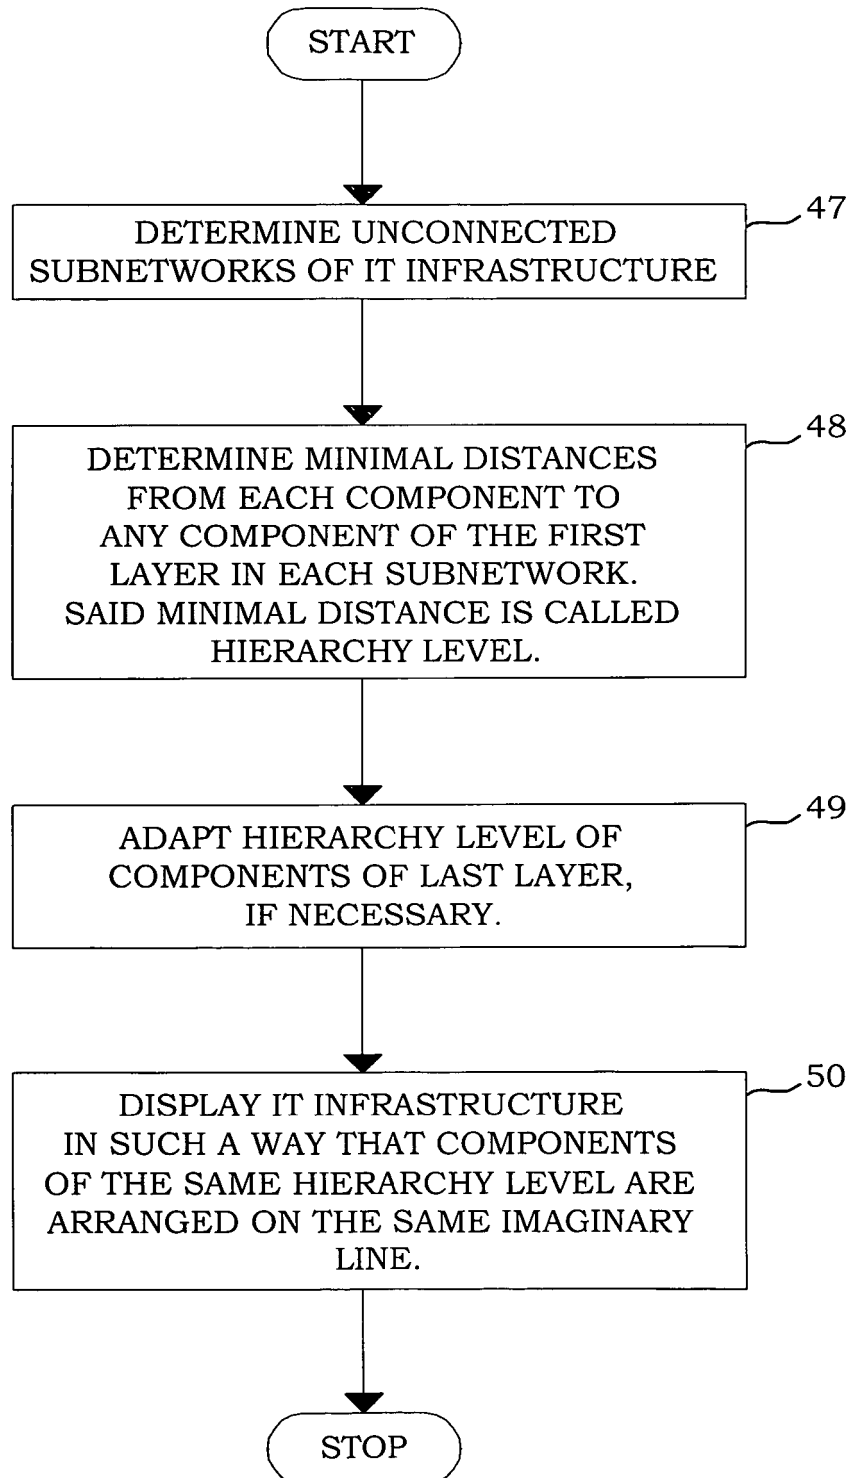 START
47
DETERMINE UNCONNECTED
SUBNETWORKS OF IT INFRASTRUCTURE
48
DETERMINE MINIMAL DISTANCES
FROM EACH COMPONENT TO
ANY COMPONENT OF THE FIRST
LAYER IN EACH SUBNETWORK.
SAID MINIMAL DISTANCE IS CALLED
HIERARCHY LEVEL.
49
ADAPT HIERARCHY LEVEL OF
COMPONENTS OF LAST LAYER,
IF NECESSARY.
50
DISPLAY IT INFRASTRUCTURE
IN SUCH A WAY THAT COMPONENTS
OF THE SAME HIERARCHY LEVEL ARE
ARRANGED ON THE SAME IMAGINARY
LINE.
STOP